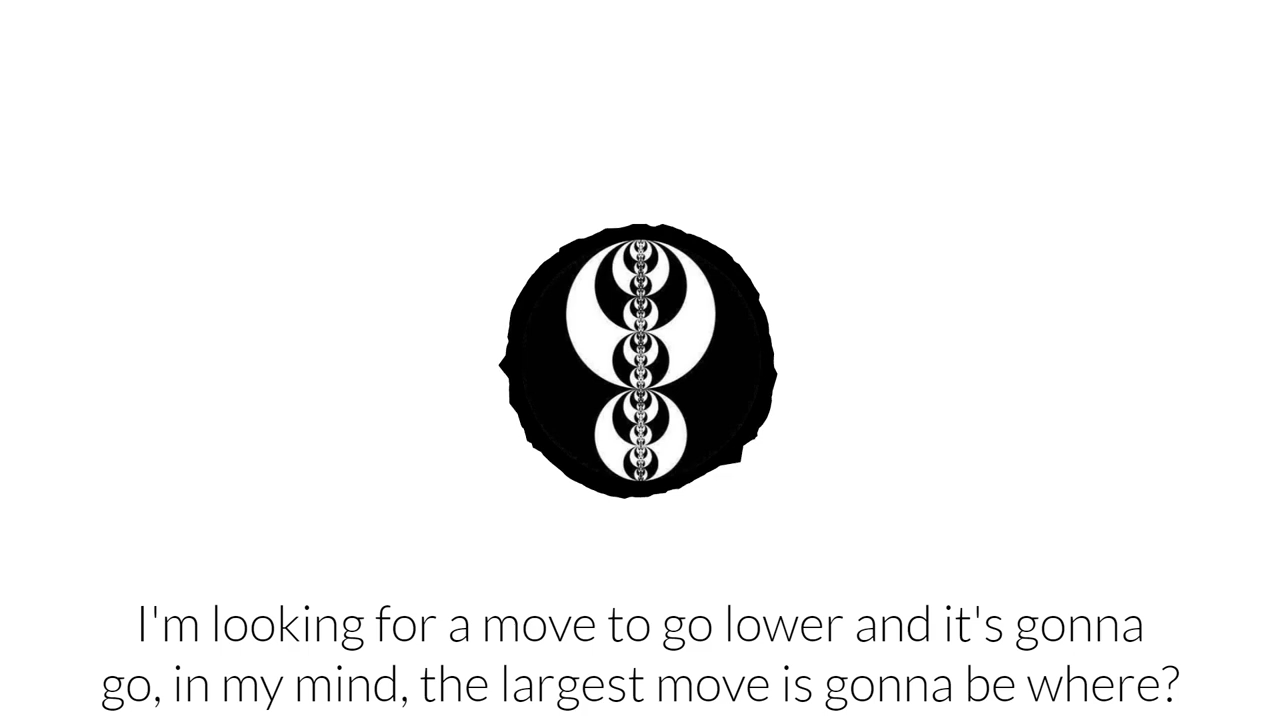 I'm looking for a move to go lower and it's gonna
go, in my mind, the largest move is gonna be where?